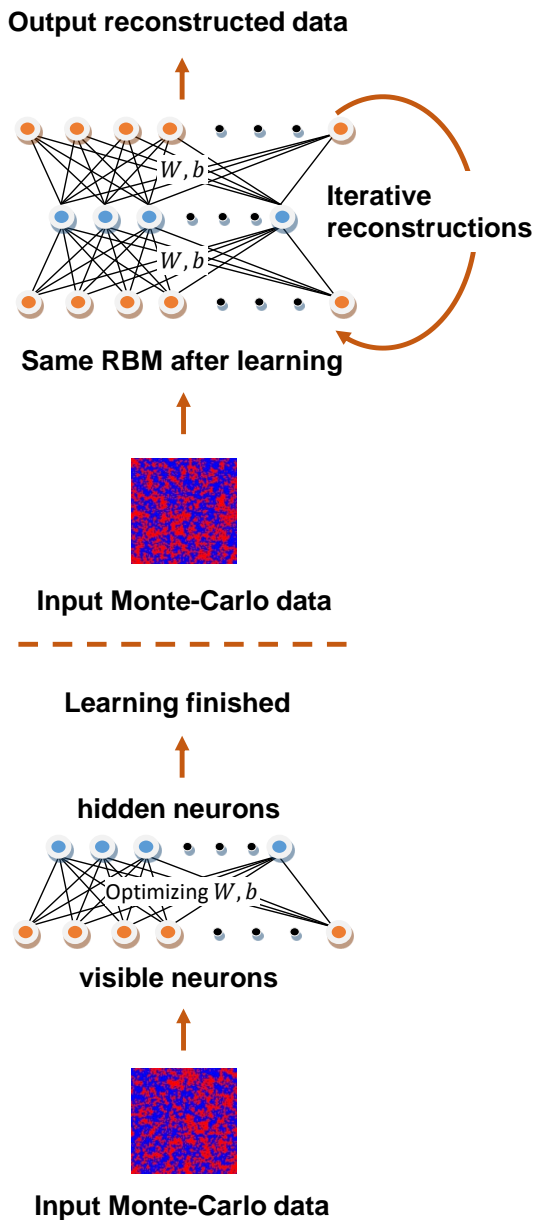 Output reconstructed data
W, b
Iterative
reconstructions
W, b
Same RBM after learning
Input Monte-Carlo data
Learning finished
hidden neurons
Optimizing W, b
visible neurons
Input Monte-Carlo data